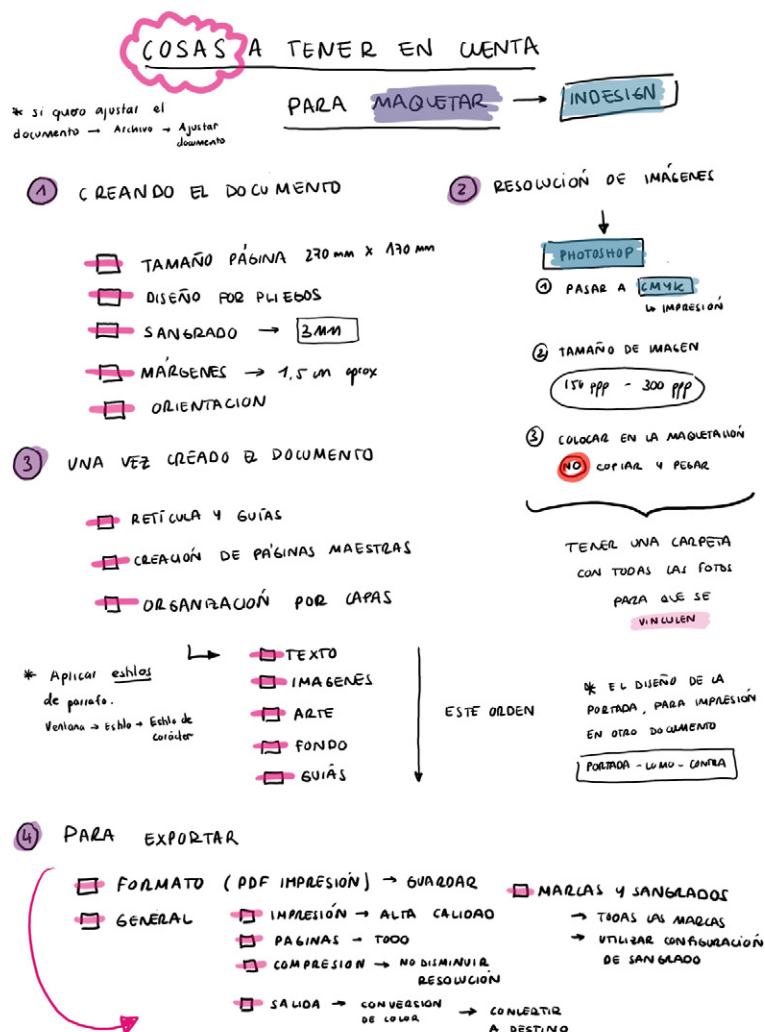 COSAS A TENER EN CUENTA
PARA MAQUETAR → INDESIGN
* si quero ajustar el
documento → Archivo → Ajustar
documento
1 CREANDO EL DOCUMENTO
TAMAÑO PÁGINA 270 mm X 170 mm
DISEÑO POR PLIEGOS
SANGRADO → 3MM
MÁRGENES → 1,5 cm aprox
ORIENTACION
2 RESOLUCIÓN DE IMÁGENES
PHOTOSHOP
1 PASAR A CMYK
↳ IMPRESIÓN
2 TAMAÑO DE IMAGEN
150 ppp - 300 ppp
3 COLOCAR EN LA MAQUETACIÓN
NO COPIAR Y PEGAR
TENER UNA CARPETA
CON TODAS LAS FOTOS
PARA QUE SE
VINCULEN
* EL DISEÑO DE LA
PORTADA, PARA IMPRESIÓN
EN OTRO DOCUMENTO
PORTADA - LOMO - CONTRA
3 UNA VEZ CREADO EL DOCUMENTO
RETÍCULA Y GUÍAS
CREACIÓN DE PÁGINAS MAESTRAS
ORGANIZACIÓN POR CAPAS
TEXTO
IMAGENES
ARTE
FONDO
GUÍAS
ESTE ORDEN
* Aplicar estilos
de parrafo.
Ventana → Estilo → Estilo de
carácter
4 PARA EXPORTAR
FORMATO (PDF IMPRESIÓN) → GUARDAR
GENERAL
IMPRESIÓN → ALTA CALIDAD
PAGINAS - TODO
COMPRESION → NO DISMINUIR
RESOLUCIÓN
SALIDA → CONVERSION
DE COLOR → CONVERTIR
A DESTINO
MARCAS Y SANGRADOS
→ TODAS LAS MARCAS
→ UTILIZAR CONFIGURACIÓN
DE SANGRADO